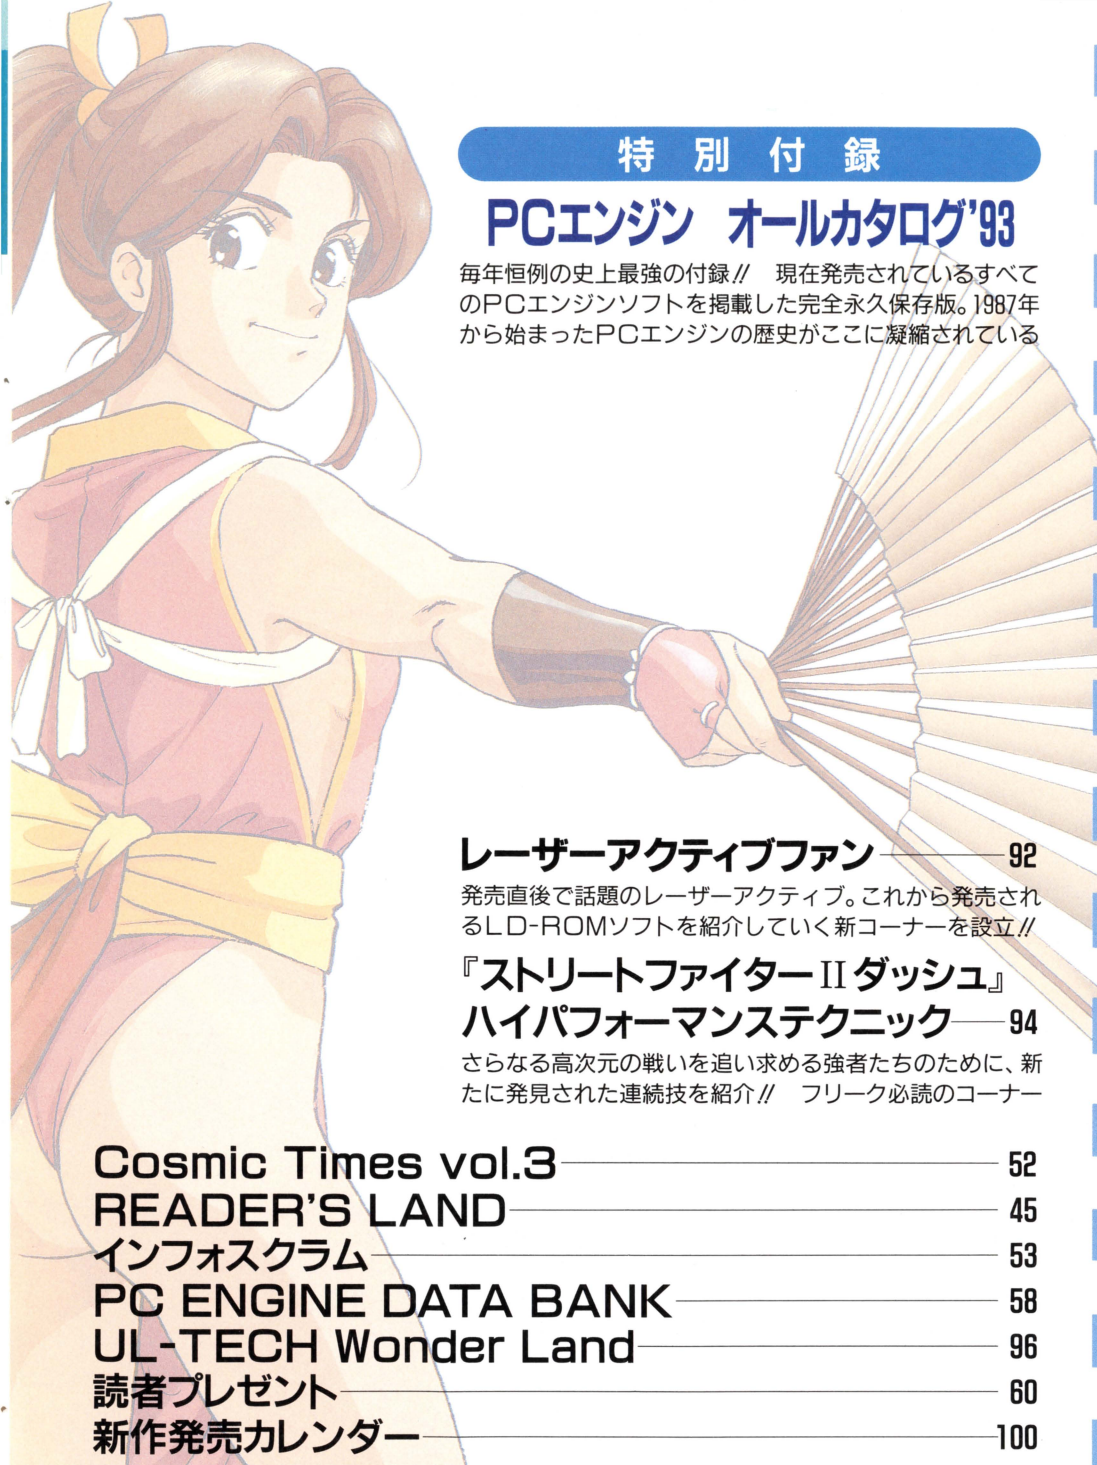 特別付録
PCエンジン オールカタログ'93
毎年恒例の史上最強の付録!! 現在発売されているすべて
のPCエンジンソフトを掲載した完全永久保存版。1987年
から始まったPCエンジンの歴史がここに凝縮されている
レーザーアクティブファン 92
発売直後で話題のレーザーアクティブ。これから発売され
るLD-ROMソフトを紹介していく新コーナーを設立!!
『ストリートファイターIIダッシュ』
ハイパフォーマンステクニック 94
さらなる高次元の戦いを追い求める強者たちのために、新
たに発見された連続技を紹介!! フリーク必読のコーナー
Cosmic Times vol.3 52
READER'S LAND 45
インフォスクラム 53
PC ENGINE DATA BANK 58
UL-TECH Wonder Land 96
読者プレゼント 60
新作発売カレンダー 100